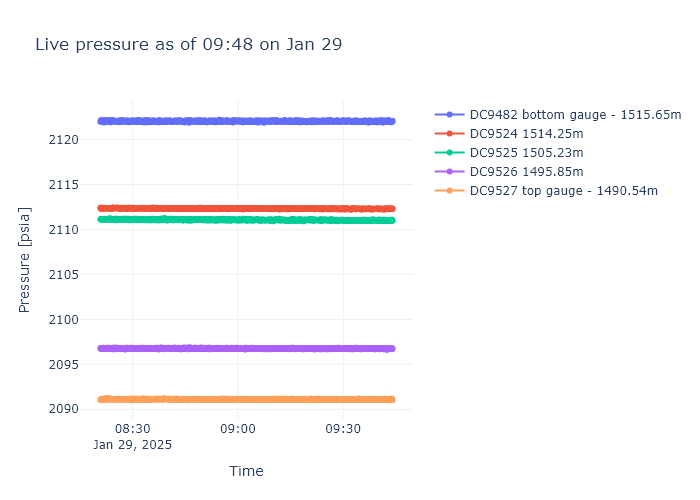 Live pressure as of 09:48 on Jan 29
DC9482 bottom gauge - 1515.65m
DC9524 1514.25m
DC9525 1505.23m
DC9526 1495.85m
DC9527 top gauge - 1490.54m
Pressure [psia]
2120
2115
2110
2105
2100
2095
2090
08:30
09:00
09:30
Jan 29, 2025
Time